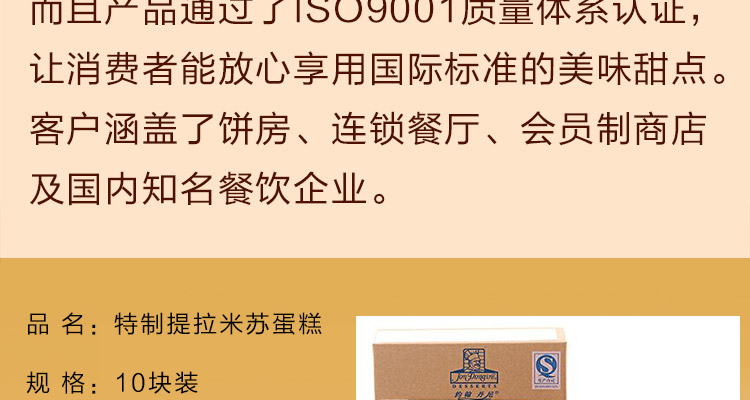 而且产品通过了ISO9001质量体系认证，
让消费者能放心享用国际标准的美味甜点。
客户涵盖了饼房、连锁餐厅、会员制商店
及国内知名餐饮企业。
品 名：特制提拉米苏蛋糕
规 格：10块装
DESSERTS
约翰 丹尼